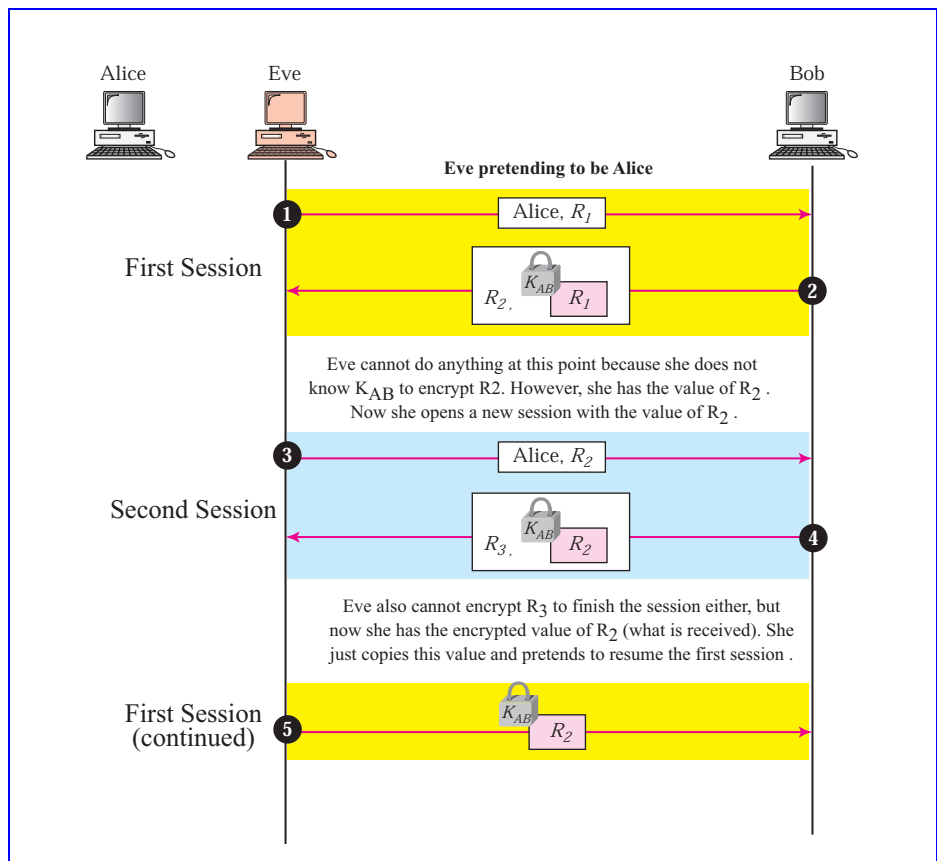 Alice
Eve
Bob
Eve pretending to be Alice
1
Alice, R1
First Session
KAB
R2, R1
2
Eve cannot do anything at this point because she does not
know KAB to encrypt R2. However, she has the value of R2 .
Now she opens a new session with the value of R2 .
3
Alice, R2
Second Session
KAB
R3, R2
4
Eve also cannot encrypt R3 to finish the session either, but
now she has the encrypted value of R2 (what is received). She
just copies this value and pretends to resume the first session .
First Session
(continued)
5
KAB
R2